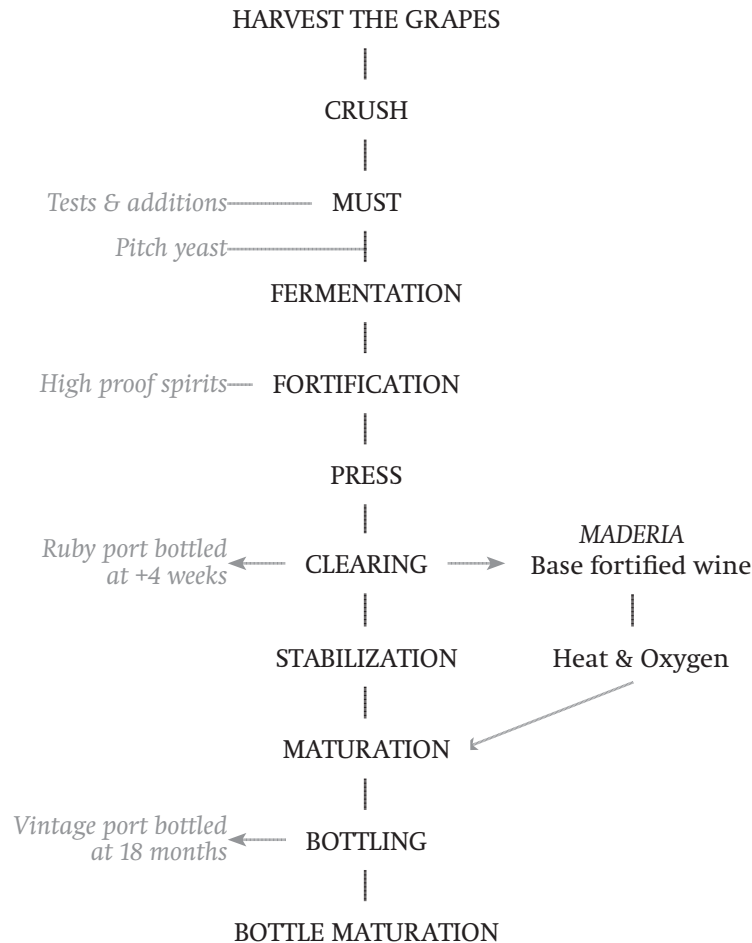 HARVEST THE GRAPES
CRUSH
Tests & additions
MUST
Pitch yeast
FERMENTATION
High proof spirits
FORTIFICATION
PRESS
Ruby port bottled
at +4 weeks
CLEARING
MADERIA
Base fortified wine
STABILIZATION
Heat & Oxygen
MATURATION
Vintage port bottled
at 18 months
BOTTLING
BOTTLE MATURATION